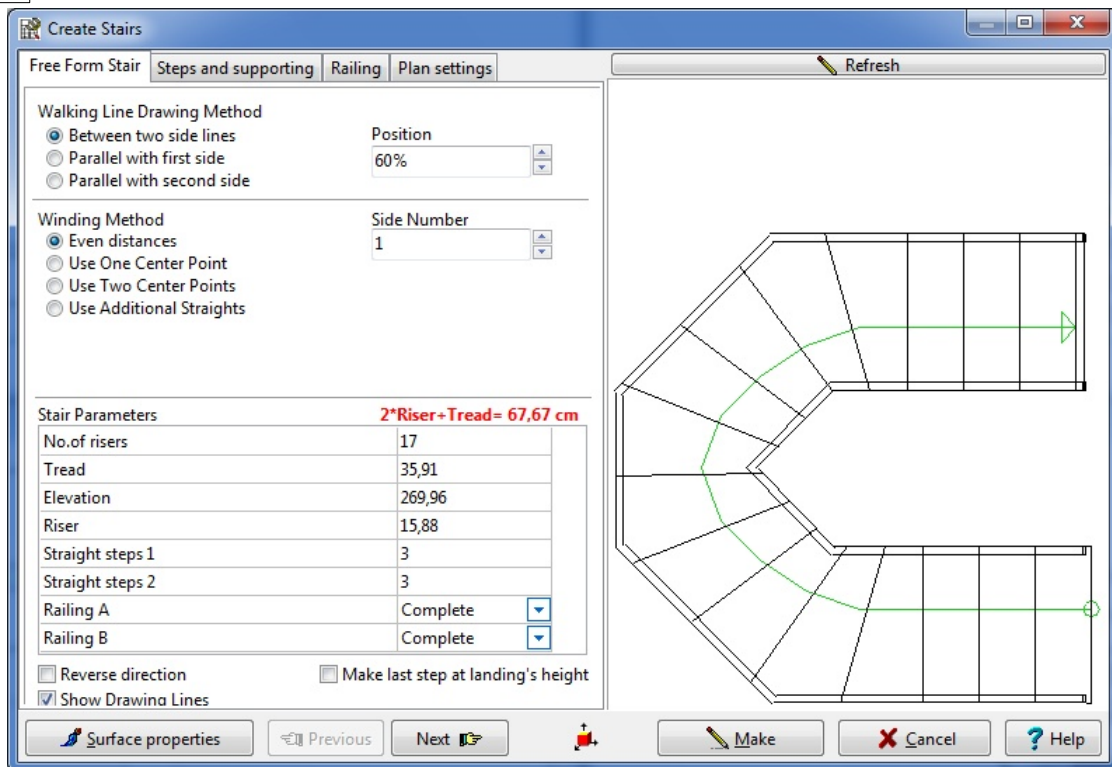 Create Stairs
Free Form Stair Steps and supporting Railing Plan settings
Refresh
Walking Line Drawing Method
Between two side lines
Parallel with first side
Parallel with second side
Position
60%
Winding Method
Even distances
Use One Center Point
Use Two Center Points
Use Additional Straights
Side Number
1
Stair Parameters 2*Riser+Tread= 67,67 cm
No.of risers 17
Tread 35,91
Elevation 269,96
Riser 15,88
Straight steps 1 3
Straight steps 2 3
Railing A Complete
Railing B Complete
Reverse direction Make last step at landing's height
Show Drawing Lines
Surface properties Previous Next Make Cancel Help